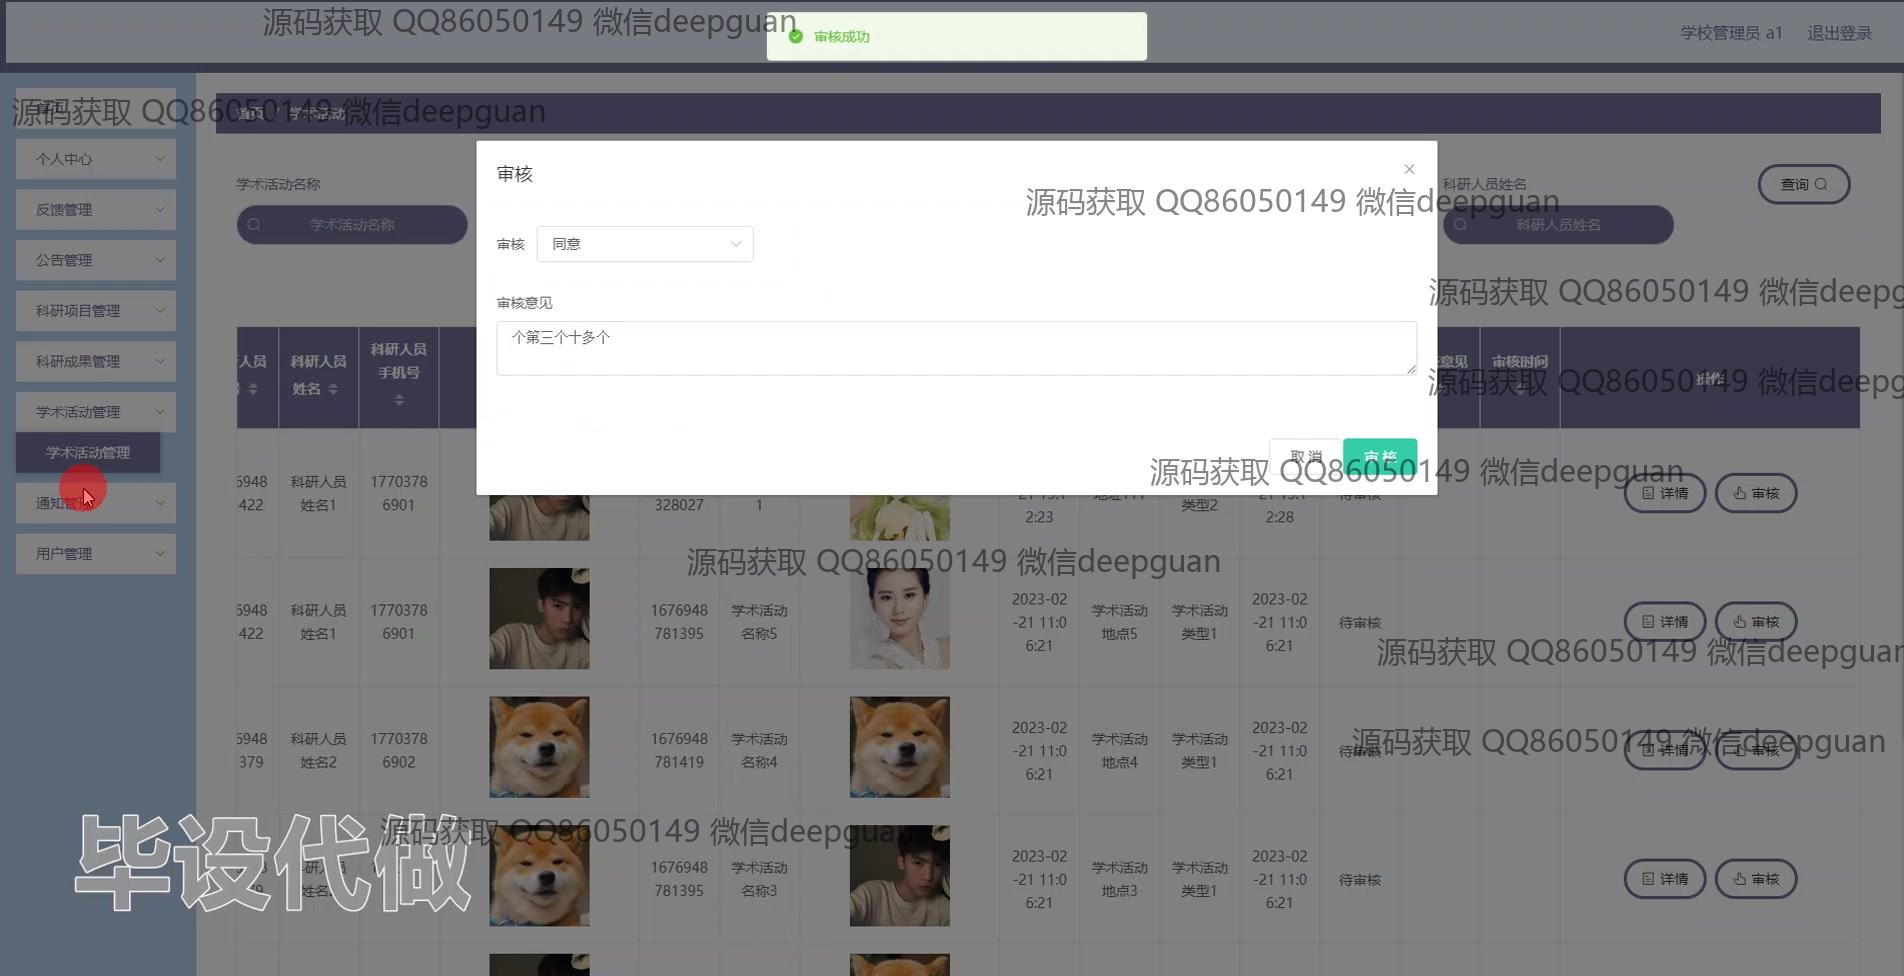 源码获取 QQ86050149 微信deepguan
审核成功
学校管理员 a1
退出登录
源码获取 QQ86050149 微信deepguan
首页
学术活动
个人中心
反馈管理
公告管理
科研项目管理
科研成果管理
学术活动管理
学术活动管理
通知管理
用户管理
学术活动名称
学术活动名称
科研人员姓名
科研人员姓名
查询
审核
源码获取 QQ86050149 微信deepguan
审核
同意
审核意见
个第三个十多个
取消
审核
源码获取 QQ86050149 微信deepg
源码获取 QQ86050149 微信deepg
源码获取 QQ86050149 微信deepguan
人员
科研人员
姓名
科研人员
手机号
意见
审核时间
操作
6948
422
科研人员
姓名1
1770378
6901
328027
1
2:23
类型2
2:28
待审核
详情
审核
源码获取 QQ86050149 微信deepguan
6948
422
科研人员
姓名1
1770378
6901
1676948
781395
学术活动
名称5
2023-02
-21 11:0
6:21
学术活动
地点5
学术活动
类型1
2023-02
-21 11:0
6:21
待审核
详情
审核
源码获取 QQ86050149 微信deepguan
6948
379
科研人员
姓名2
1770378
6902
1676948
781419
学术活动
名称4
2023-02
-21 11:0
6:21
学术活动
地点4
学术活动
类型1
2023-02
-21 11:0
6:21
待审核
详情
审核
源码获取 QQ86050149 微信deepguan
毕设代做
源码获取 QQ86050149 微信deepguan
1676948
781395
学术活动
名称3
2023-02
-21 11:0
6:21
学术活动
地点3
学术活动
类型1
2023-02
-21 11:0
6:21
待审核
详情
审核